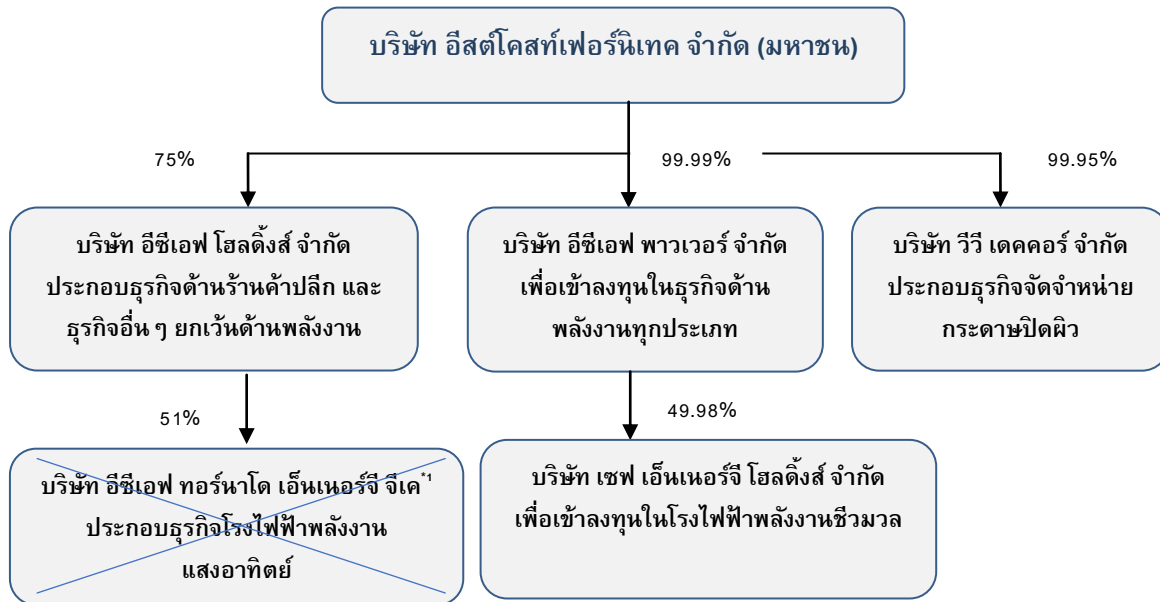 บริษัท อีสต์โคสท์เฟอร์นิเทค จำกัด (มหาชน)
75%
99.99%
99.95%
บริษัท อีซีเอฟ โฮลดิ้งส์ จำกัด
ประกอบธุรกิจด้านร้านค้าปลีก และ
ธุรกิจอื่น ๆ ยกเว้นด้านพลังงาน
บริษัท อีซีเอฟ พาวเวอร์ จำกัด
เพื่อเข้าลงทุนในธุรกิจด้าน
พลังงานทุกประเภท
บริษัท วีวี เดคคอร์ จำกัด
ประกอบธุรกิจจัดจำหน่าย
กระดาษปิดผิว
51%
49.98%
บริษัท อีซีเอฟ ทอร์นาโด เอ็นเนอร์จี จีเค*1
ประกอบธุรกิจโรงไฟฟ้าพลังงาน
แสงอาทิตย์
บริษัท เซฟ เอ็นเนอร์จี โฮลดิ้งส์ จำกัด
เพื่อเข้าลงทุนในโรงไฟฟ้าพลังงานชีวมวล